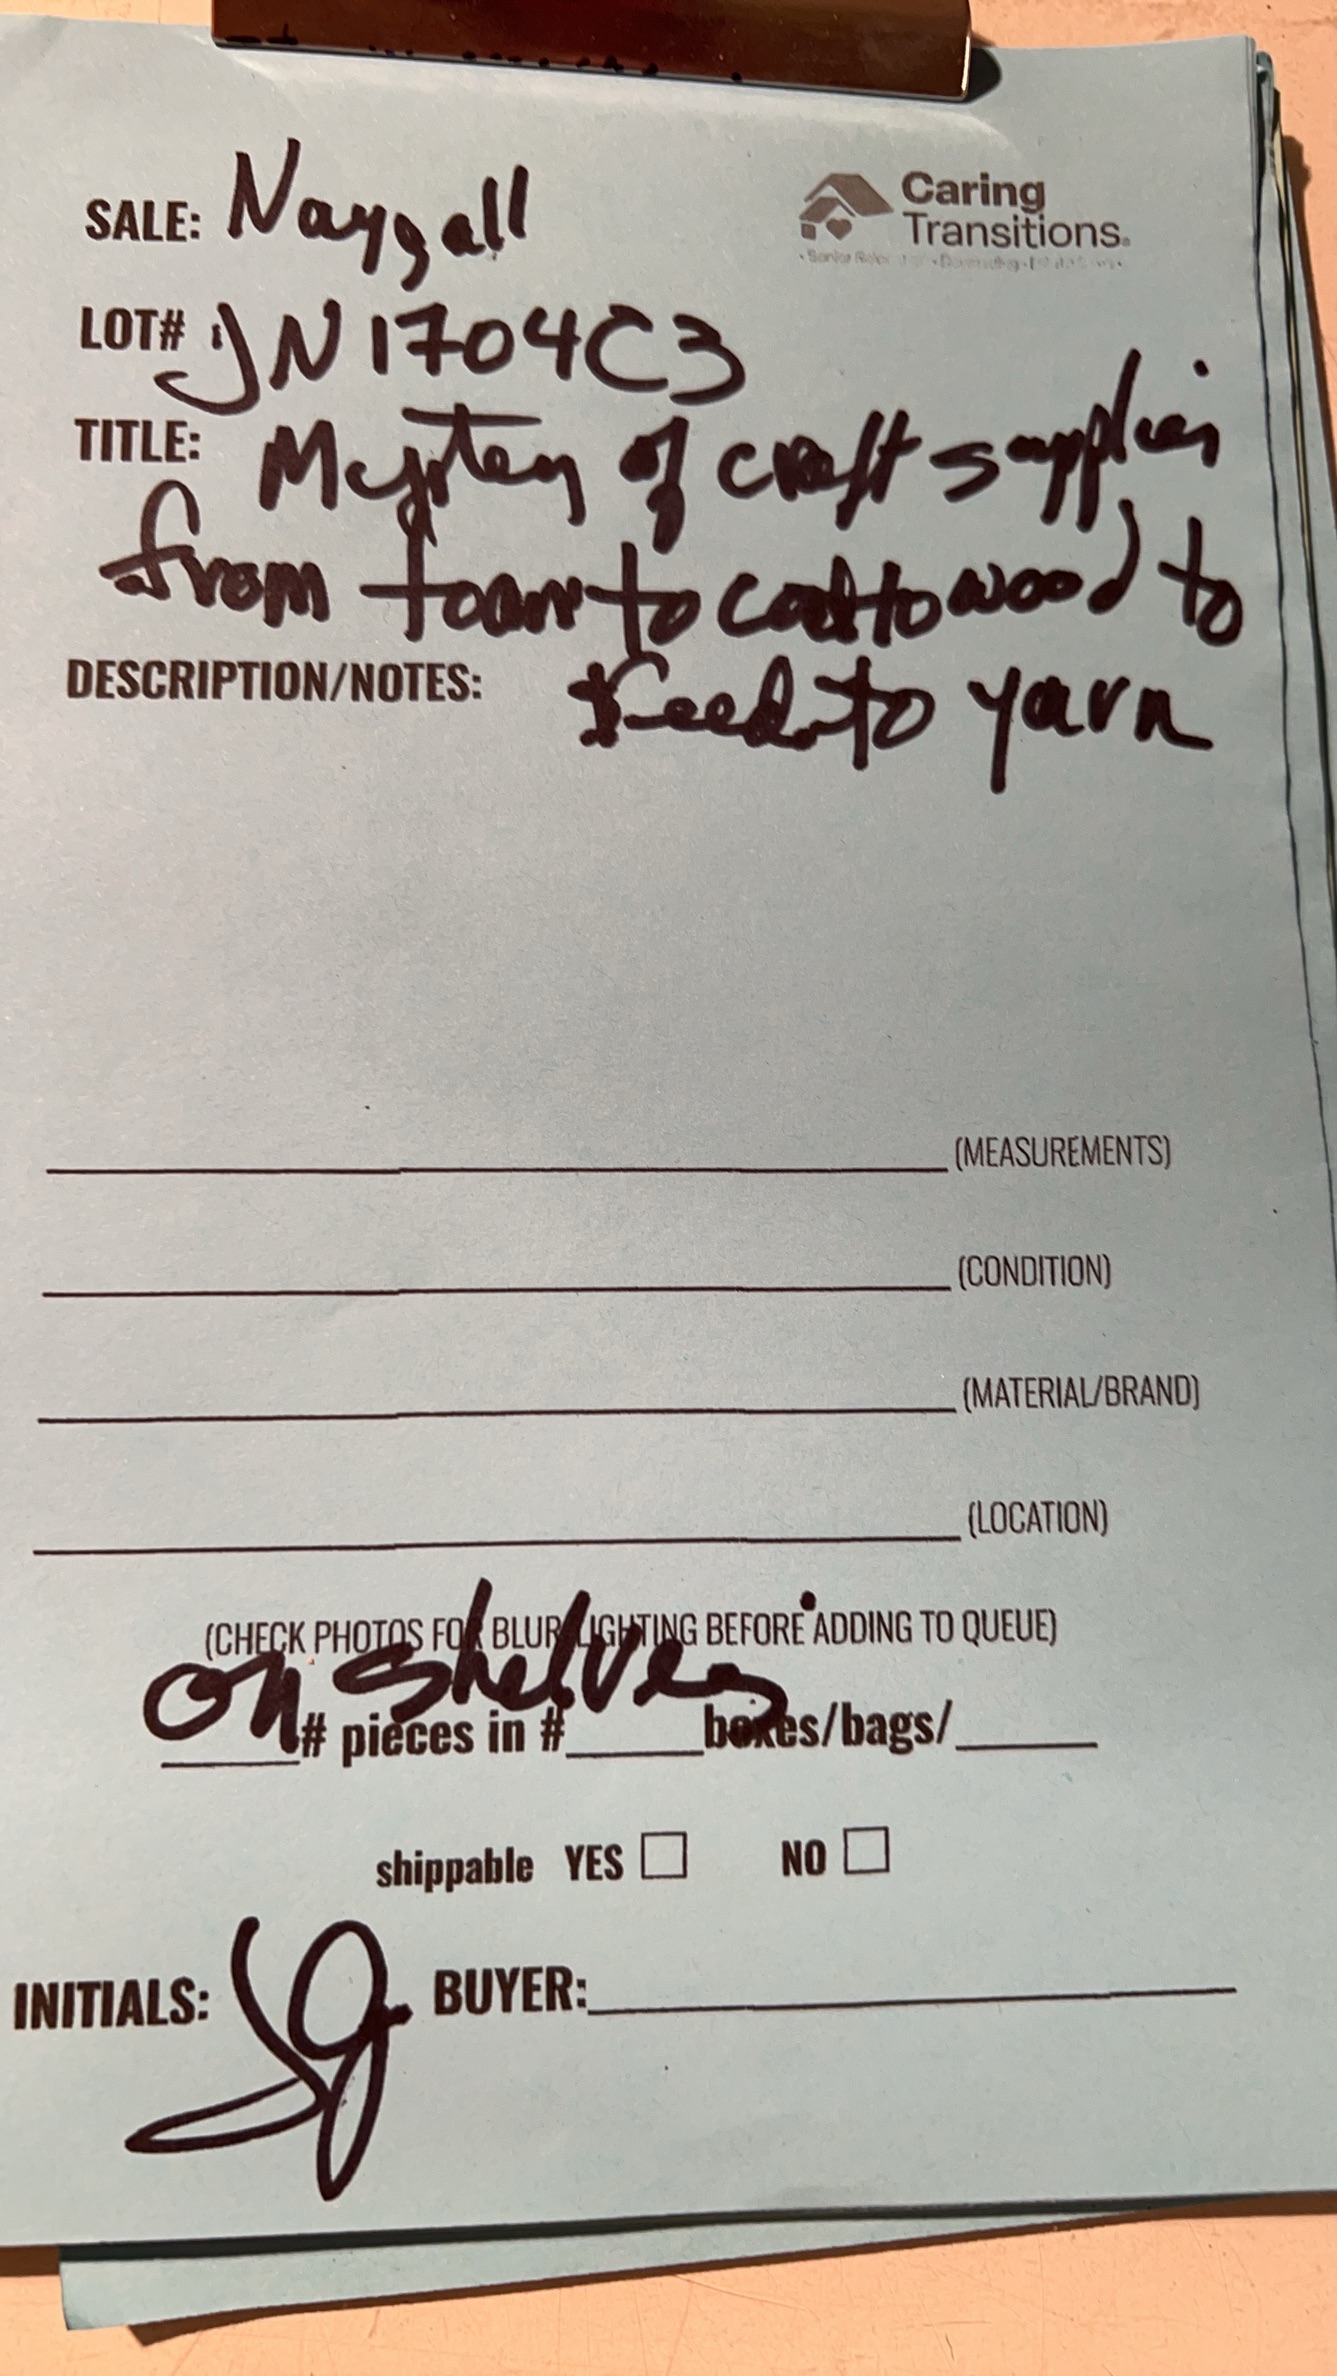 SALE: Naygall
Caring
Transitions
LOT# JN1704C3
TITLE: Mystery of craft supplies
from foam to to wood to
DESCRIPTION/NOTES: reed to yarn
(MEASUREMENTS)
(CONDITION)
(MATERIAL/BRAND)
(LOCATION)
(CHECK PHOTOS FOR BLUR/LIGHTING BEFORE ADDING TO QUEUE)
on shelves
# pieces in # boxes/bags/
shippable YES NO
INITIALS: BUYER: